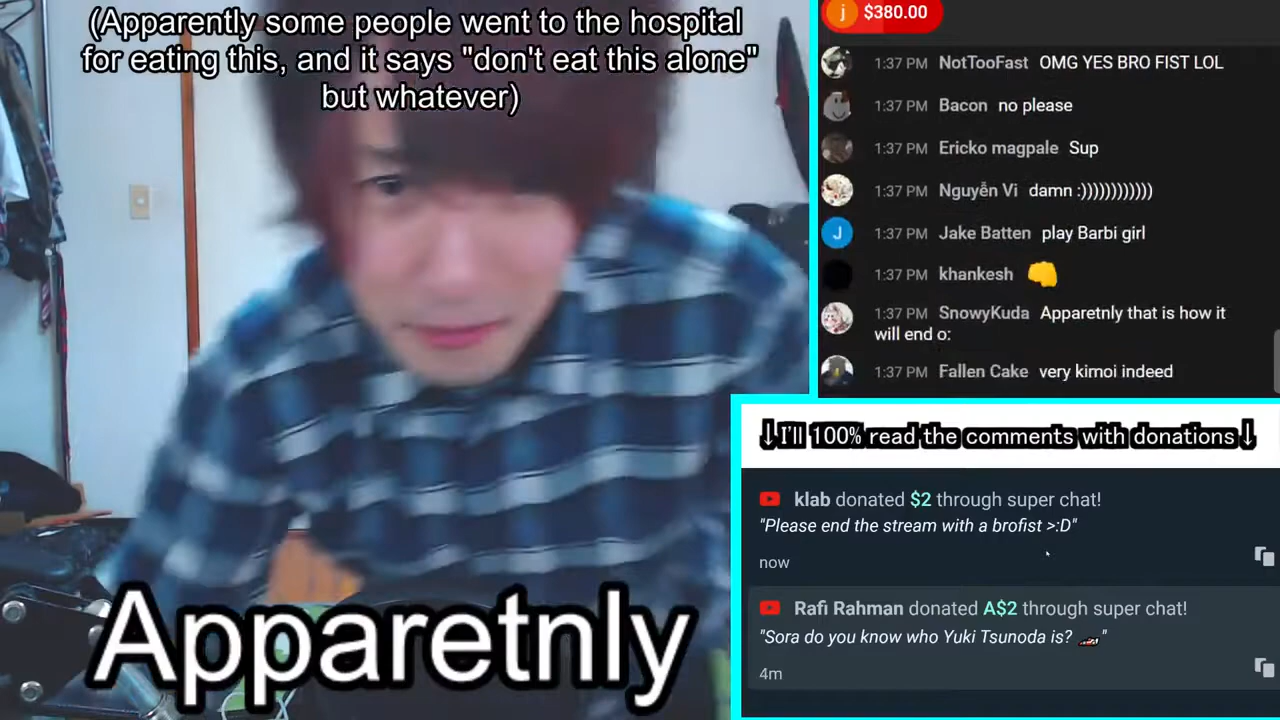 (Apparently some people went to the hospital
for eating this, and it says "don't eat this alone"
but whatever)
Apparetnly
j $380.00
1:37 PM NotTooFast OMG YES BRO FIST LOL
1:37 PM Bacon no please
1:37 PM Ericko magpale Sup
1:37 PM Nguyễn Vi damn :))))))))))))
J 1:37 PM Jake Batten play Barbi girl
1:37 PM khankesh 👊
1:37 PM SnowyKuda Apparetnly that is how it
will end o:
1:37 PM Fallen Cake very kimoi indeed
↓I'll 100% read the comments with donations↓
klab donated $2 through super chat!
"Please end the stream with a brofist >:D"
now
Rafi Rahman donated A$2 through super chat!
"Sora do you know who Yuki Tsunoda is? 🏎️"
4m